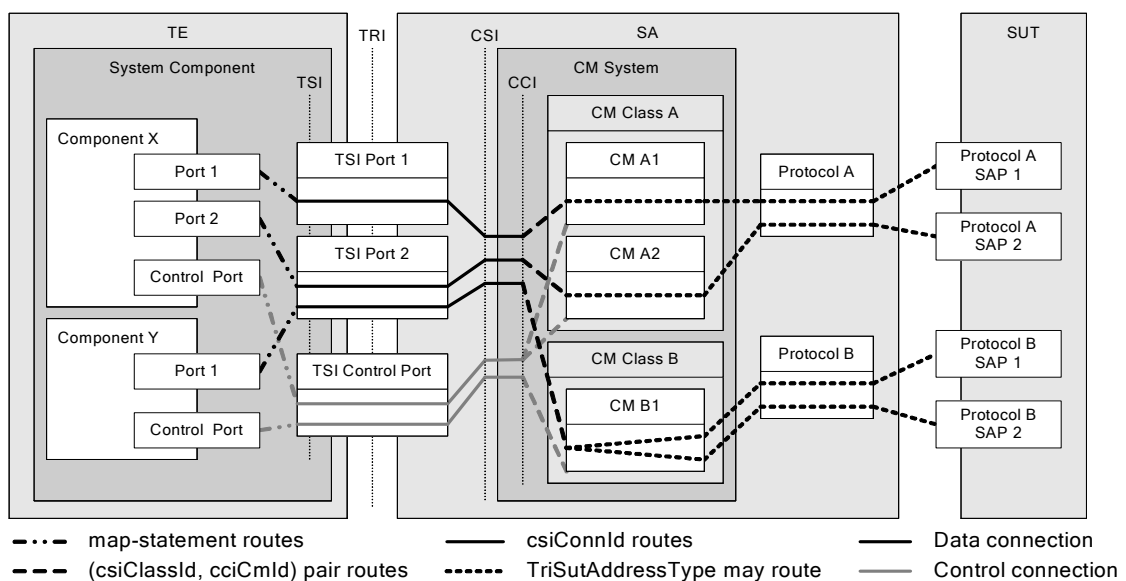 TE
TRI
CSI
SA
SUT
System Component
TSI
CM System
CCI
CM Class A
Component X
Port 1
Port 2
Control Port
TSI Port 1
TSI Port 2
CM A1
CM A2
Protocol A
Protocol A
SAP 1
Protocol A
SAP 2
Component Y
Port 1
Control Port
TSI Control Port
CM Class B
CM B1
Protocol B
Protocol B
SAP 1
Protocol B
SAP 2
map-statement routes
csiConnId routes
Data connection
(csiClassId, cciCmId) pair routes
TriSutAddressType may route
Control connection